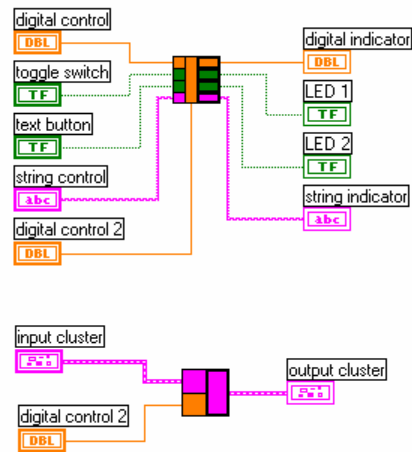 digital control
DBL
toggle switch
TF
text button
TF
string control
abc
digital control 2
DBL
digital indicator
DBL
LED 1
TF
LED 2
TF
string indicator
abc
input cluster
digital control 2
DBL
output cluster